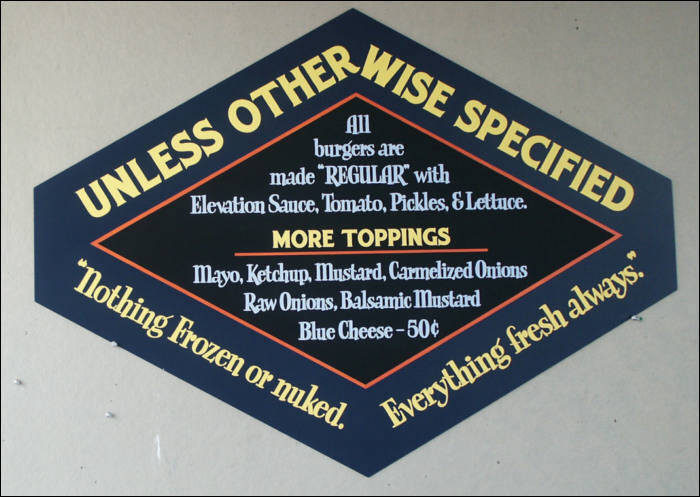 UNLESS OTHERWISE SPECIFIED
All
burgers are
made "REGULAR" with
Elevation Sauce, Tomato, Pickles, & Lettuce.
MORE TOPPINGS
Mayo, Ketchup, Mustard, Carmelized Onions
Raw Onions, Balsamic Mustard
Blue Cheese - 50¢
"Nothing Frozen or nuked.
Everything fresh always."